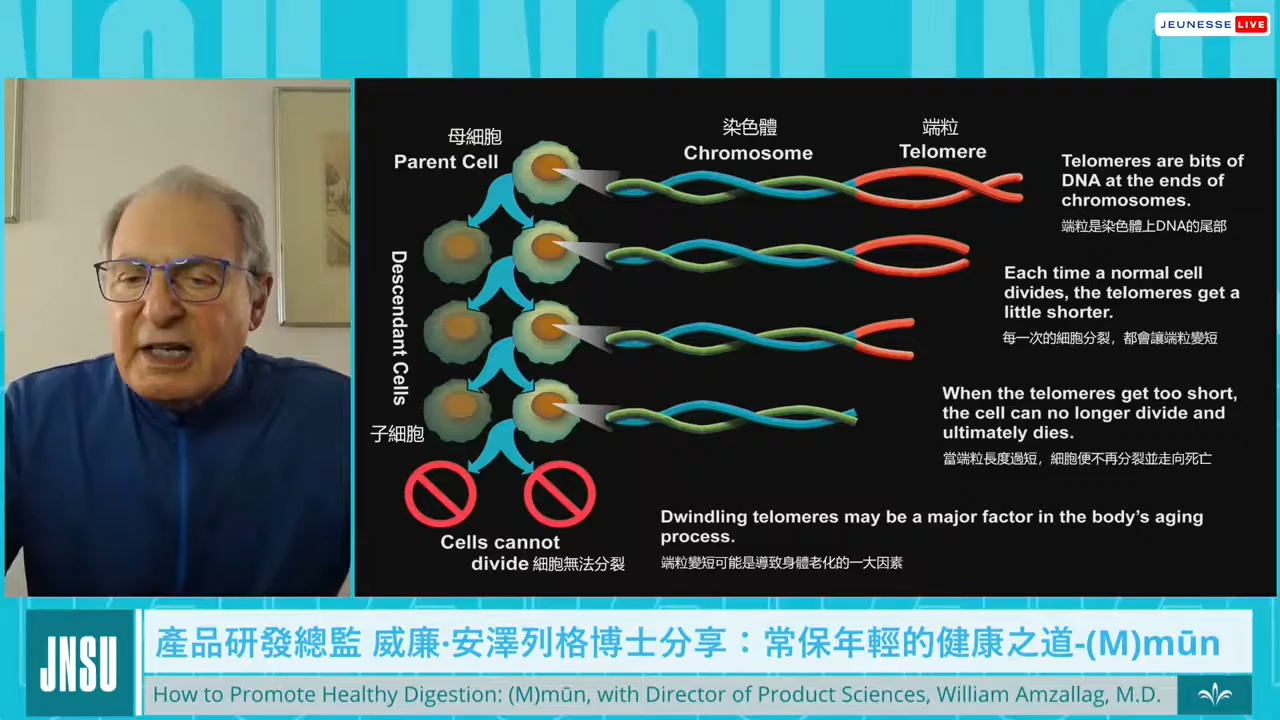 JEUNESSE LIVE
母細胞
Parent Cell
染色體
Chromosome
端粒
Telomere
Telomeres are bits of
DNA at the ends of
chromosomes.
端粒是染色體上DNA的尾部
Descendant Cells
子細胞
Each time a normal cell
divides, the telomeres get a
little shorter.
每一次的細胞分裂，都會讓端粒變短
When the telomeres get too short,
the cell can no longer divide and
ultimately dies.
當端粒長度過短，細胞便不再分裂並走向死亡
Cells cannot
divide 細胞無法分裂
Dwindling telomeres may be a major factor in the body’s aging
process.
端粒變短可能是導致身體老化的一大因素
JNSU
產品研發總監 威廉·安澤列格博士分享：常保年輕的健康之道-(M)mūn
How to Promote Healthy Digestion: (M)mūn, with Director of Product Sciences, William Amzallag, M.D.